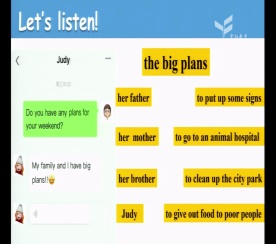 Let's listen!
Judy
the big plans
Do you have any plans for
your weekend?
My family and I have big
plans!!
her father
to put up some signs
her mother
to go to an animal hospital
her brother
to clean up the city park
Judy
to give out food to poor people